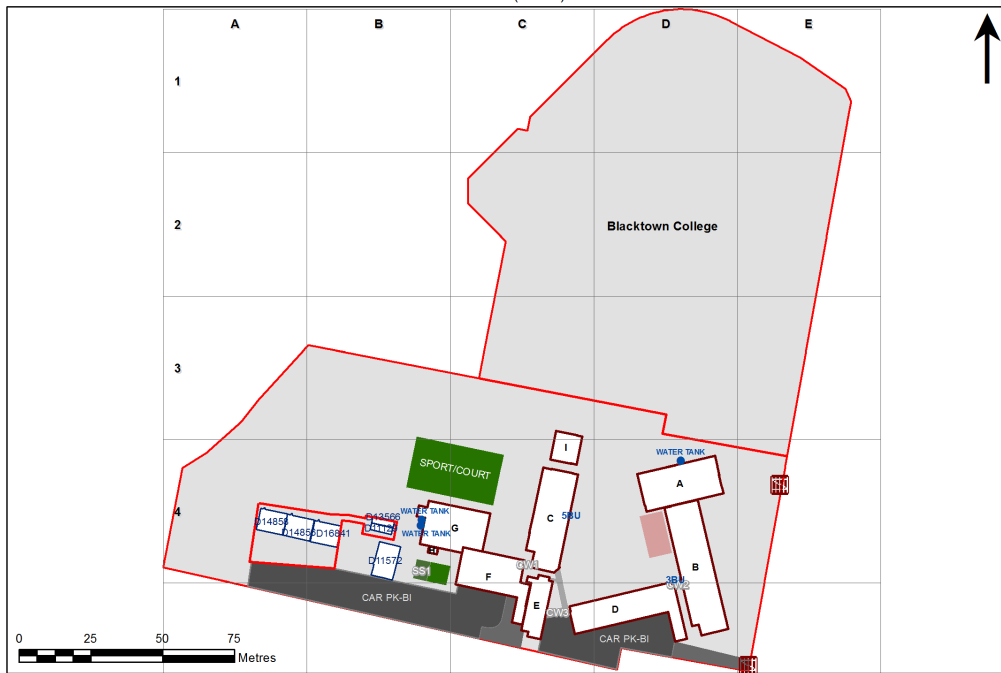 A B C D E
1
2
Blacktown College
3
I
WATER TANK
SPORT/COURT
A
4
WATER TANK
D14858
D13566
G
C
5BU
WATER TANK
D16841
D11572
SS1
F
CW1
B
3BU
CW2
CAR PK-BI
E
CW3
D
CAR PK-BI
0 25 50 75
Metres